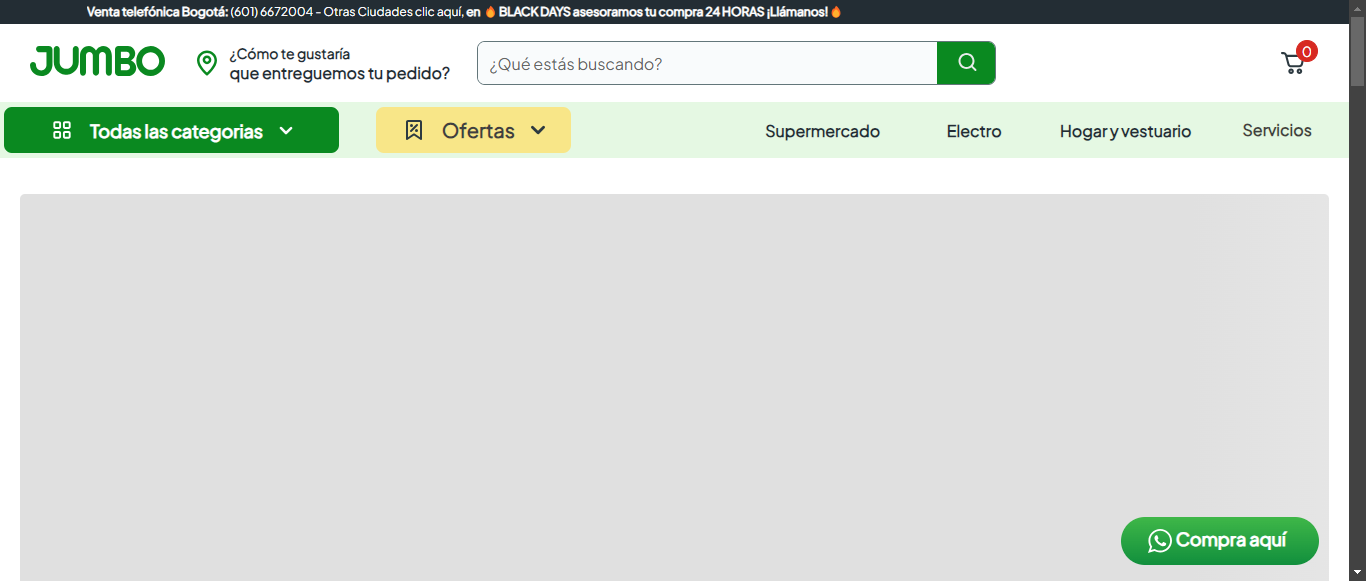 Venta telefónica Bogotá: (601) 6672004 - Otras Ciudades clic aquí, en 🔥 BLACK DAYS asesoramos tu compra 24 HORAS ¡Llámanos! 🔥
JUMBO
¿Cómo te gustaría
que entreguemos tu pedido?
¿Qué estás buscando?
0
Todas las categorias
Ofertas
Supermercado
Electro
Hogar y vestuario
Servicios
Compra aquí